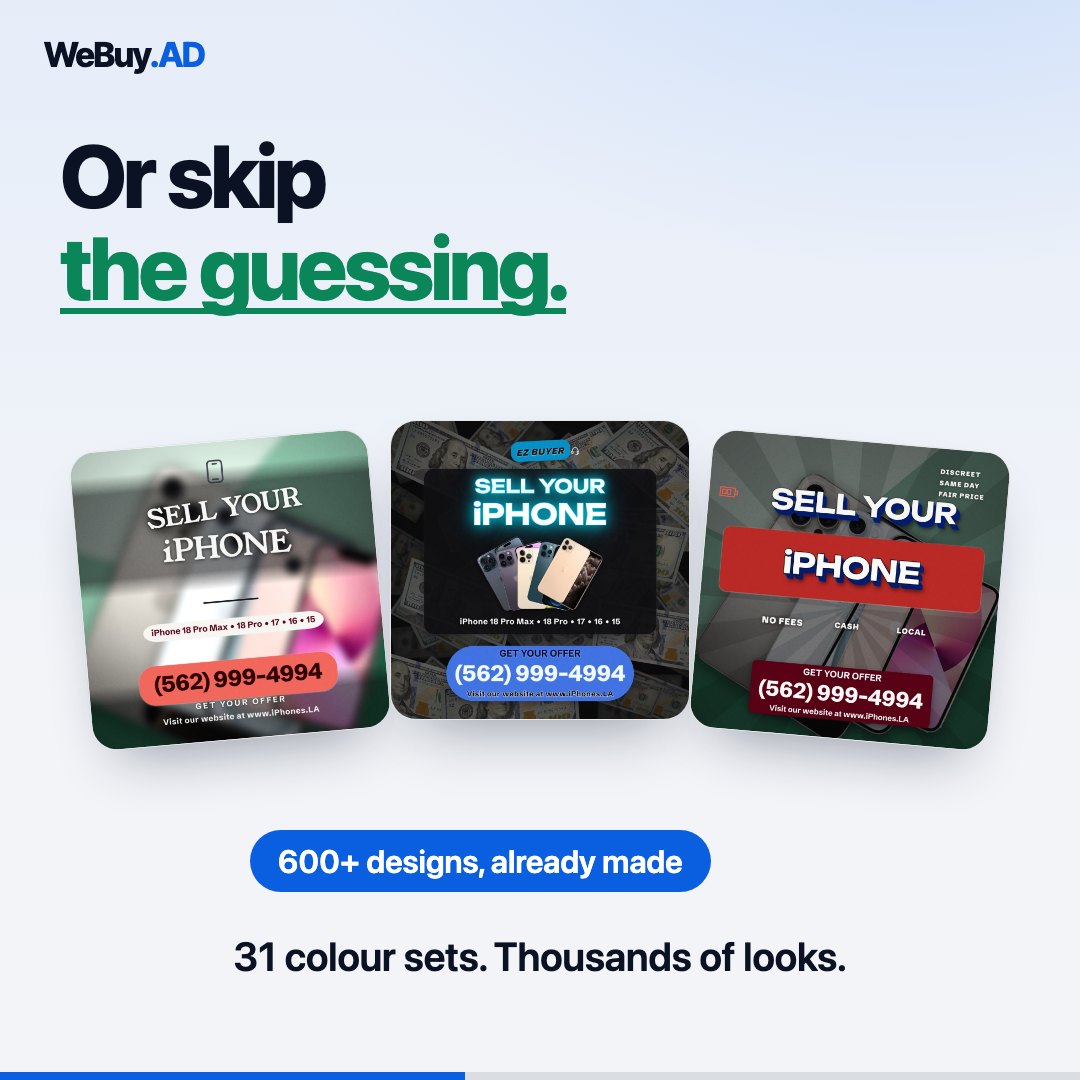 WeBuy.AD
Or skip
the guessing.
SELL YOUR
iPHONE
iPhone 18 Pro Max • 18 Pro • 17 • 16 • 15
(562) 999-4994
GET YOUR OFFER
Visit our website at www.iPhones.LA
EZ BUYER
SELL YOUR
iPHONE
iPhone 18 Pro Max • 18 Pro • 17 • 16 • 15
GET YOUR OFFER
(562) 999-4994
Visit our website at www.iPhones.LA
DISCREET
SAME DAY
FAIR PRICE
SELL YOUR
iPHONE
NO FEES CASH LOCAL
GET YOUR OFFER
(562) 999-4994
Visit our website at www.iPhones.LA
600+ designs, already made
31 colour sets. Thousands of looks.